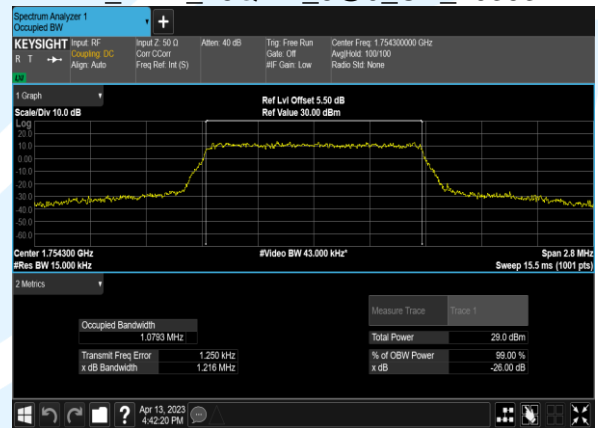 Spectrum Analyzer 1
Occupied BW
+
KEYSIGHT Input: RF Input Z: 50 Ω Atten: 40 dB Trig: Free Run Center Freq: 1.754300000 GHz
R T Coupling: DC Corr CCorr Gate: Off Avg|Hold: 100/100
Align: Auto Freq Ref: Int (S) #IF Gain: Low Radio Std: None
1 Graph
Ref Lvl Offset 5.50 dB
Scale/Div 10.0 dB Ref Value 30.00 dBm
Log
20.0
10.0
0.00
-10.0
-20.0
-30.0
-40.0
-50.0
-60.0
Center 1.754300 GHz #Video BW 43.000 kHz* Span 2.8 MHz
#Res BW 15.000 kHz Sweep 15.5 ms (1001 pts)
2 Metrics
Measure Trace Trace 1
Occupied Bandwidth
1.0793 MHz Total Power 29.0 dBm
Transmit Freq Error 1.250 kHz % of OBW Power 99.00 %
x dB Bandwidth 1.216 MHz x dB -26.00 dB
? Apr 13, 2023
4:42:20 PM